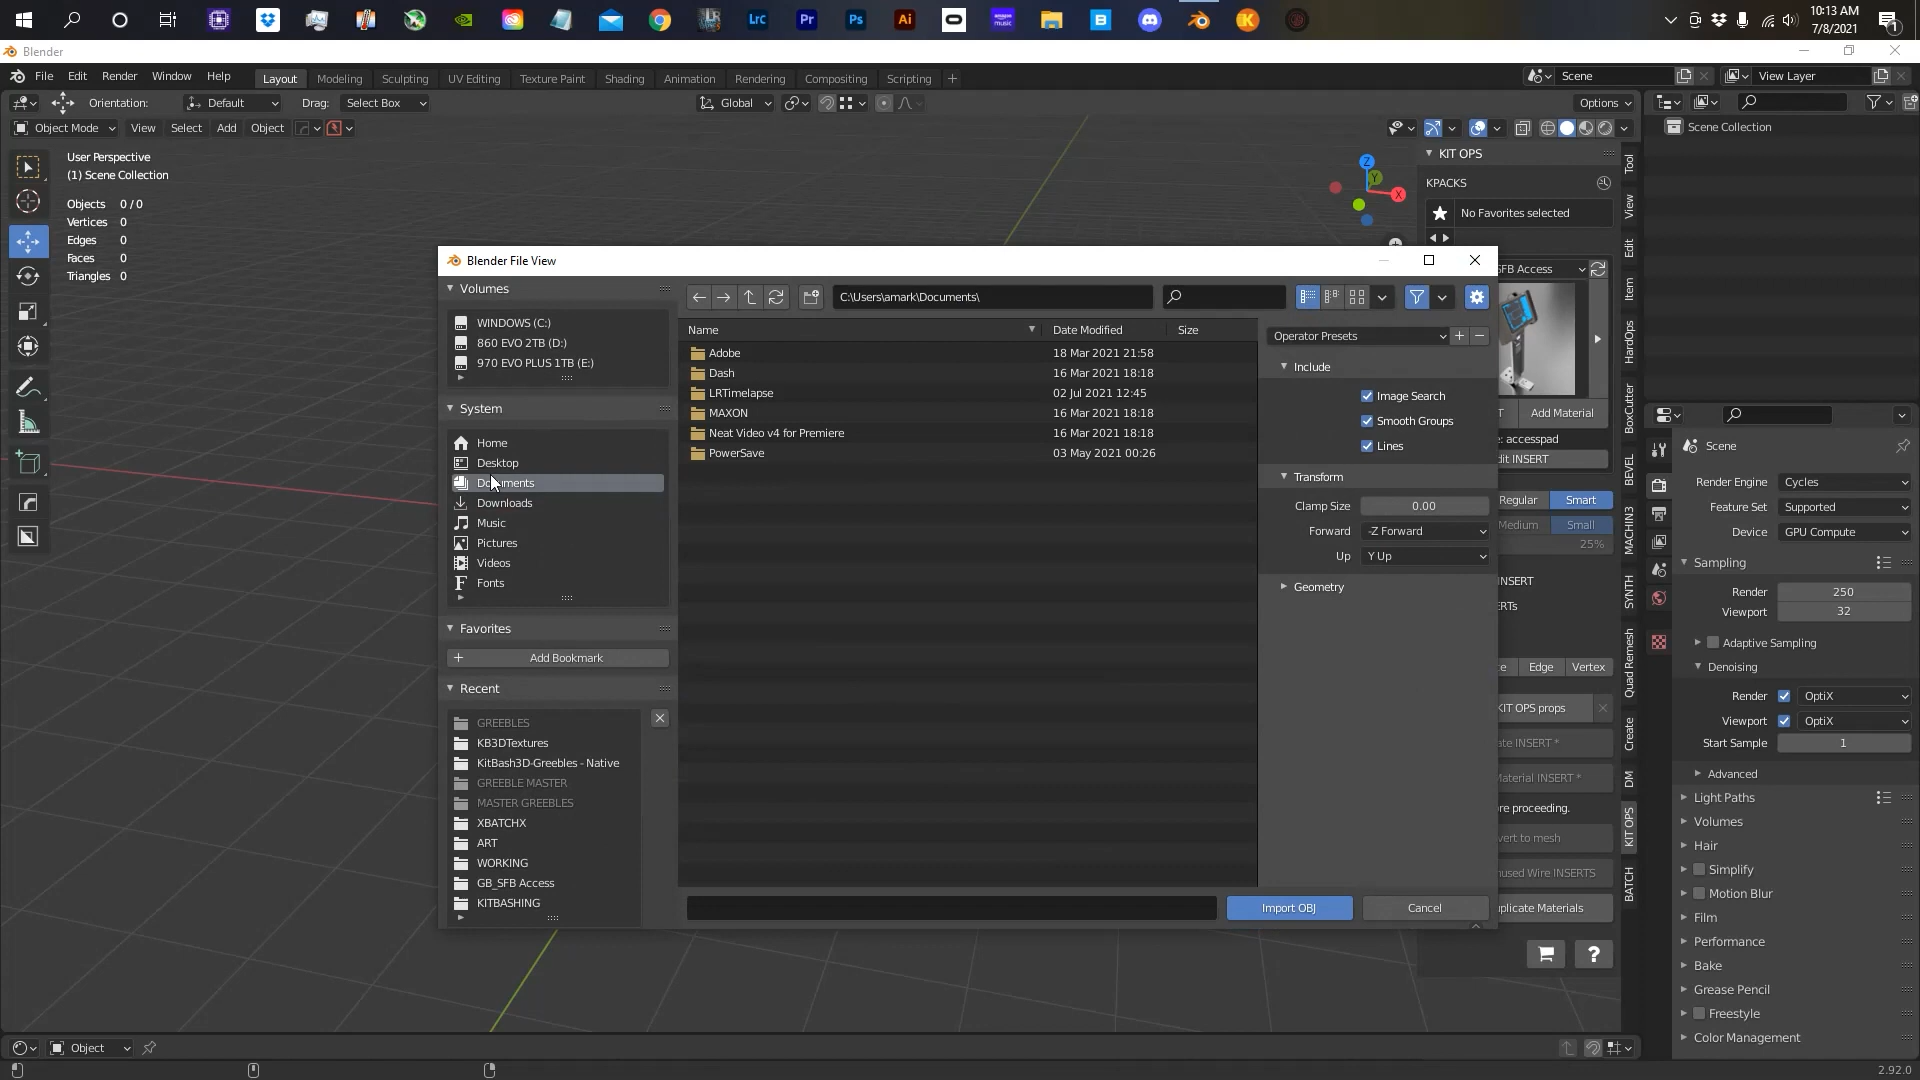 Lrc
Pr
Ps
Ai
10:13 AM
7/8/2021
Blender
File Edit Render Window Help
Layout Modeling Sculpting UV Editing Texture Paint Shading Animation Rendering Compositing Scripting +
Scene
View Layer
Orientation: Default Drag: Select Box
Global
Options
Object Mode View Select Add Object
Scene Collection
User Perspective
(1) Scene Collection
Objects 0 / 0
Vertices 0
Edges 0
Faces 0
Triangles 0
Z
Y
X
KIT OPS
KPACKS
No Favorites selected
SFB Access
Add Material
: accesspad
dit INSERT
Regular Smart
Medium Small
25%
NSERT
Edge Vertex
KIT OPS props
ate INSERT *
Material INSERT *
re proceeding.
vert to mesh
used Wire INSERTS
plicate Materials
?
Tool
View
Edit
Item
HardOps
BoxCutter
BEVEL
MACHIN3
SYNTH
Quad Remesh
Create
DM
KIT OPS
BATCH
Blender File View
Volumes
WINDOWS (C:)
860 EVO 2TB (D:)
970 EVO PLUS 1TB (E:)
System
Home
Desktop
Documents
Downloads
Music
Pictures
Videos
Fonts
Favorites
Add Bookmark
Recent
GREEBLES
KB3DTextures
KitBash3D-Greebles - Native
GREEBLE MASTER
MASTER GREEBLES
XBATCHX
ART
WORKING
GB_SFB Access
KITBASHING
C:\Users\amark\Documents\
Name Date Modified Size
Adobe 18 Mar 2021 21:58
Dash 16 Mar 2021 18:18
LRTimelapse 02 Jul 2021 12:45
MAXON 16 Mar 2021 18:18
Neat Video v4 for Premiere 16 Mar 2021 18:18
PowerSave 03 May 2021 00:26
Operator Presets
Include
Image Search
Smooth Groups
Lines
Transform
Clamp Size 0.00
Forward -Z Forward
Up Y Up
Geometry
Import OBJ Cancel
Scene
Render Engine Cycles
Feature Set Supported
Device GPU Compute
Sampling
Render 250
Viewport 32
Adaptive Sampling
Denoising
Render OptiX
Viewport OptiX
Start Sample 1
Advanced
Light Paths
Volumes
Hair
Simplify
Motion Blur
Film
Performance
Bake
Grease Pencil
Freestyle
Color Management
Object
2.92.0